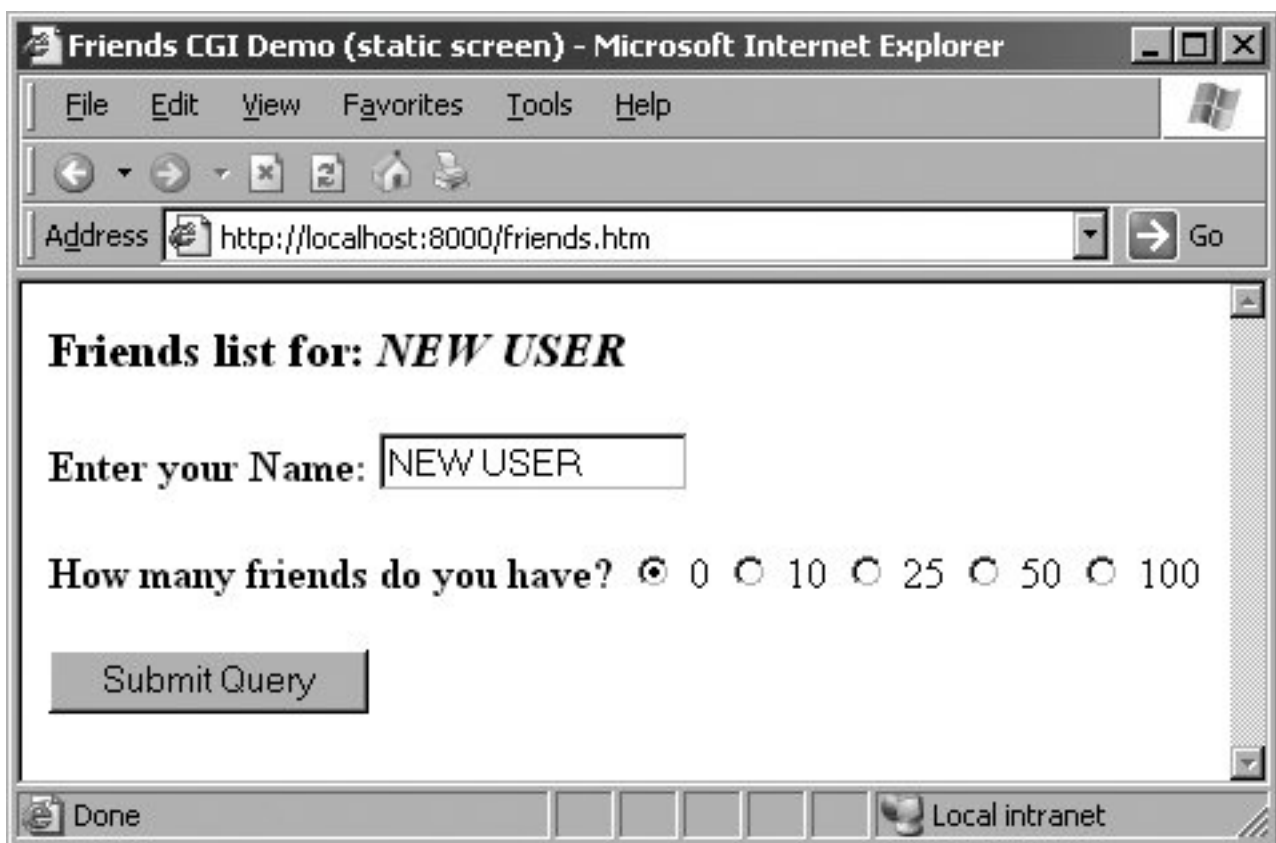 Friends CGI Demo (static screen) - Microsoft Internet Explorer
File Edit View Favorites Tools Help
Address http://localhost:8000/friends.htm Go
Friends list for: NEW USER
Enter your Name: NEW USER
How many friends do you have? 0 10 25 50 100
Submit Query
Done Local intranet